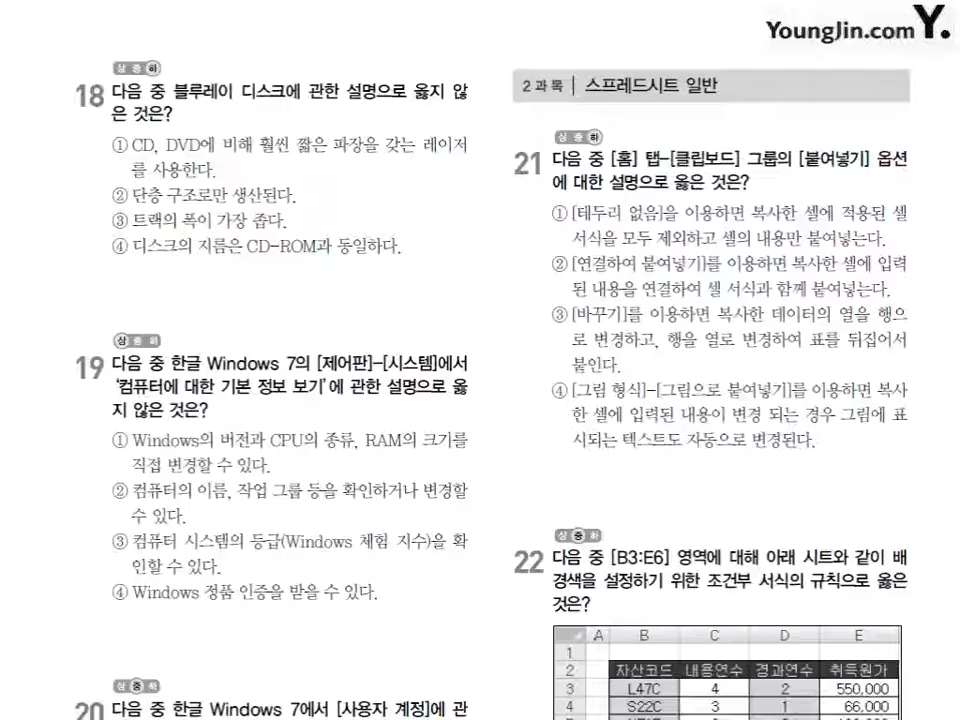 YoungJin.com Y.
상 중 하
18 다음 중 블루레이 디스크에 관한 설명으로 옳지 않
은 것은?
① CD, DVD에 비해 훨씬 짧은 파장을 갖는 레이저
를 사용한다.
② 단층 구조로만 생산된다.
③ 트랙의 폭이 가장 좁다.
④ 디스크의 지름은 CD-ROM과 동일하다.
상 중 하
19 다음 중 한글 Windows 7의 [제어판]-[시스템]에서
'컴퓨터에 대한 기본 정보 보기'에 관한 설명으로 옳
지 않은 것은?
① Windows의 버전과 CPU의 종류, RAM의 크기를
직접 변경할 수 있다.
② 컴퓨터의 이름, 작업 그룹 등을 확인하거나 변경할
수 있다.
③ 컴퓨터 시스템의 등급(Windows 체험 지수)을 확
인할 수 있다.
④ Windows 정품 인증을 받을 수 있다.
상 중 하
20 다음 중 한글 Windows 7에서 [사용자 계정]에 관
2과목 | 스프레드시트 일반
상 중 하
21 다음 중 [홈] 탭-[클립보드] 그룹의 [붙여넣기] 옵션
에 대한 설명으로 옳은 것은?
① [테두리 없음]을 이용하면 복사한 셀에 적용된 셀
서식을 모두 제외하고 셀의 내용만 붙여넣는다.
② [연결하여 붙여넣기]를 이용하면 복사한 셀에 입력
된 내용을 연결하여 셀 서식과 함께 붙여넣는다.
③ [바꾸기]를 이용하면 복사한 데이터의 열을 행으
로 변경하고, 행을 열로 변경하여 표를 뒤집어서
붙인다.
④ [그림 형식]-[그림으로 붙여넣기]를 이용하면 복사
한 셀에 입력된 내용이 변경 되는 경우 그림에 표
시되는 텍스트도 자동으로 변경된다.
상 중 하
22 다음 중 [B3:E6] 영역에 대해 아래 시트와 같이 배
경색을 설정하기 위한 조건부 서식의 규칙으로 옳은
것은?
A B C D E
1
2 자산코드 내용연수 경과연수 취득원가
3 L47C 4 2 550,000
4 S22C 3 1 66,000